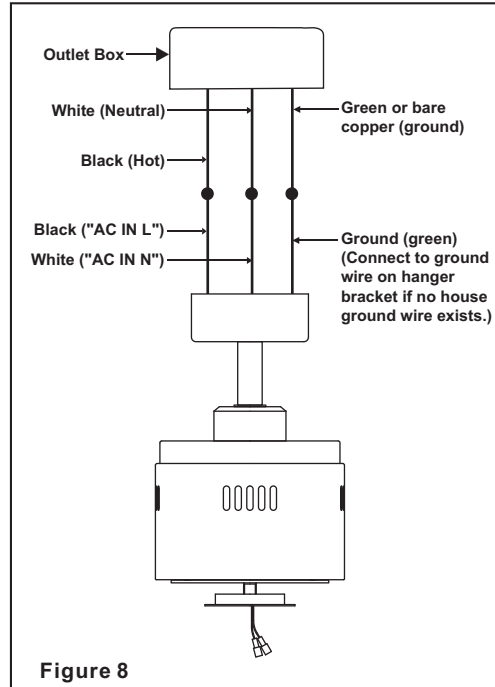 Outlet Box
White (Neutral)
Black (Hot)
Green or bare
copper (ground)
Black ("AC IN L")
White ("AC IN N")
Ground (green)
(Connect to ground
wire on hanger
bracket if no house
ground wire exists.)
Figure 8